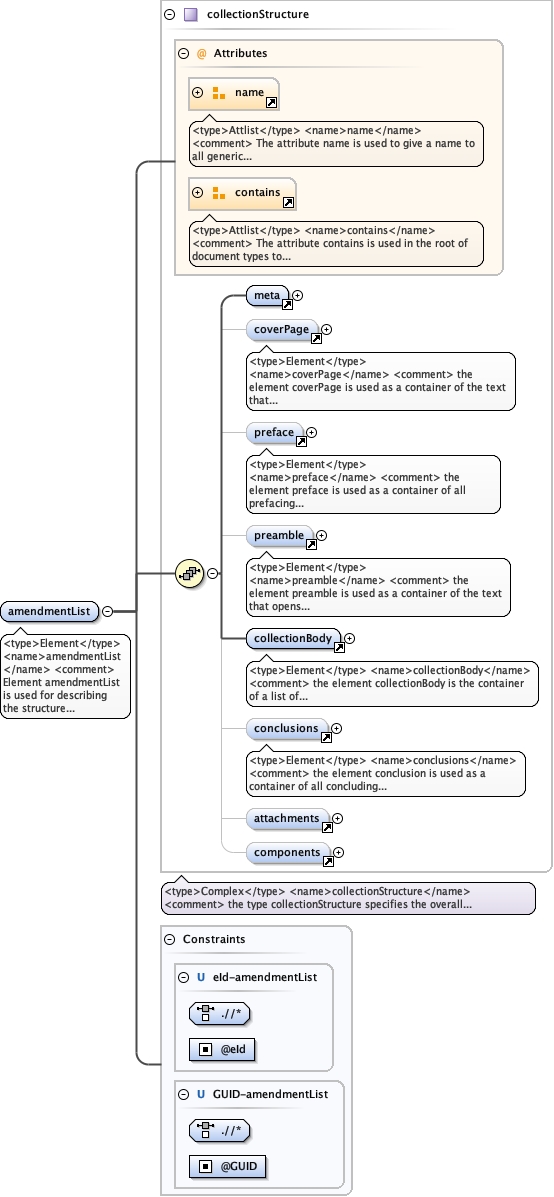 collectionStructure
@ Attributes
name
<type>Attlist</type> <name>name</name>
<comment> The attribute name is used to give a name to
all generic...
contains
<type>Attlist</type> <name>contains</name>
<comment> The attribute contains is used in the root of
document types to...
meta
coverPage
<type>Element</type>
<name>coverPage</name> <comment> the
element coverPage is used as a container of the text
that...
preface
<type>Element</type>
<name>preface</name> <comment> the
element preface is used as a container of all
prefacing...
preamble
<type>Element</type>
<name>preamble</name> <comment> the
element preamble is used as a container of the text
that opens...
amendmentList
<type>Element</type>
<name>amendmentList
</name> <comment>
Element amendmentList
is used for describing
the structure...
collectionBody
<type>Element</type> <name>collectionBody</name>
<comment> the element collectionBody is the container
of a list of...
conclusions
<type>Element</type> <name>conclusions</name>
<comment> the element conclusion is used as a
container of all concluding...
attachments
components
<type>Complex</type> <name>collectionStructure</name>
<comment> the type collectionStructure specifies the overall...
Constraints
U eId-amendmentList
.//*
@eId
U GUID-amendmentList
.//*
@GUID